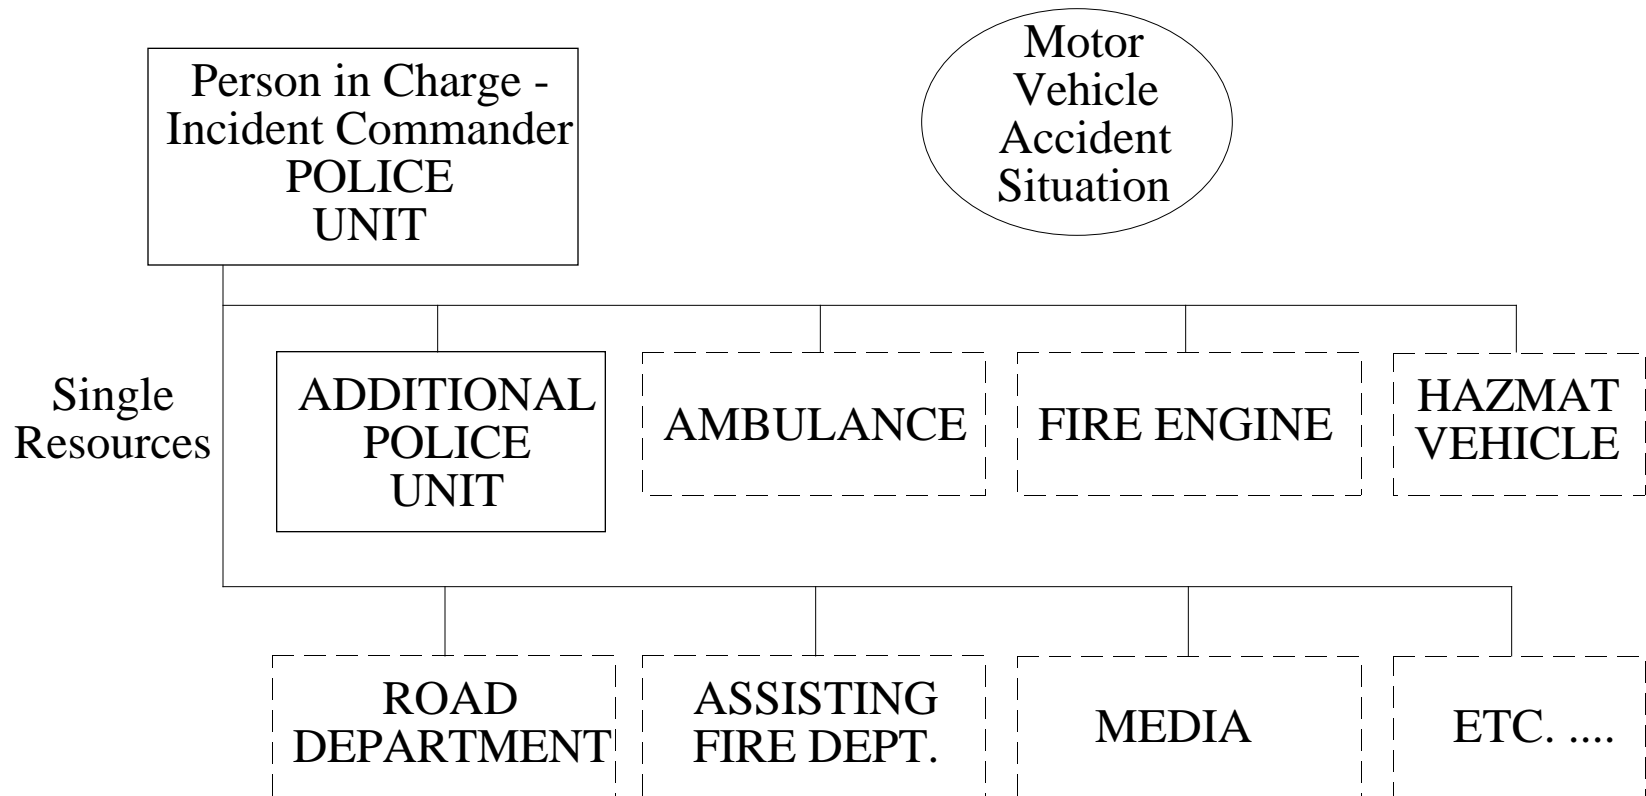 Person in Charge -
Incident Commander
POLICE
UNIT
Motor
Vehicle
Accident
Situation
Single
Resources
ADDITIONAL
POLICE
UNIT
AMBULANCE
FIRE ENGINE
HAZMAT
VEHICLE
ROAD
DEPARTMENT
ASSISTING
FIRE DEPT.
MEDIA
ETC. ....